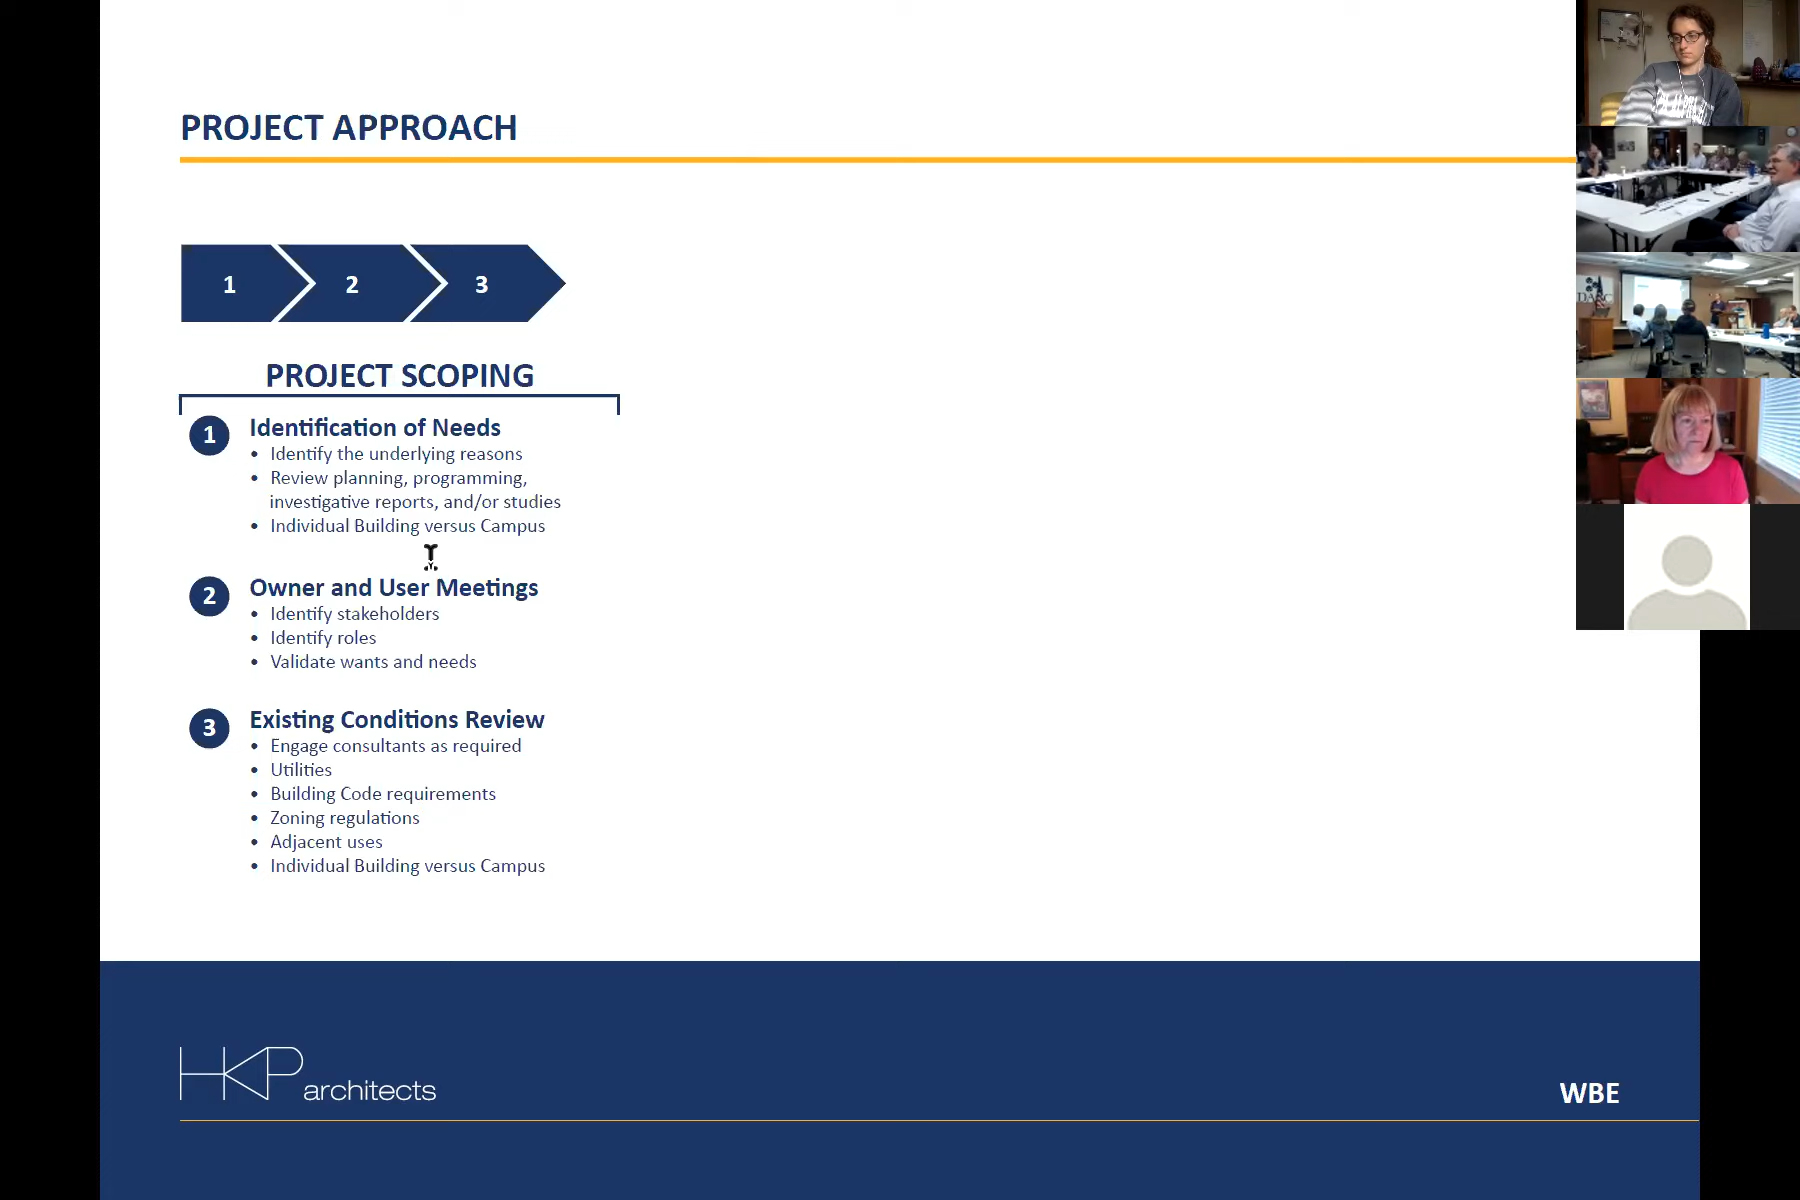 PROJECT APPROACH
1 2 3
PROJECT SCOPING
1 Identification of Needs
• Identify the underlying reasons
• Review planning, programming,
investigative reports, and/or studies
• Individual Building versus Campus
2 Owner and User Meetings
• Identify stakeholders
• Identify roles
• Validate wants and needs
3 Existing Conditions Review
• Engage consultants as required
• Utilities
• Building Code requirements
• Zoning regulations
• Adjacent uses
• Individual Building versus Campus
HKP architects
WBE